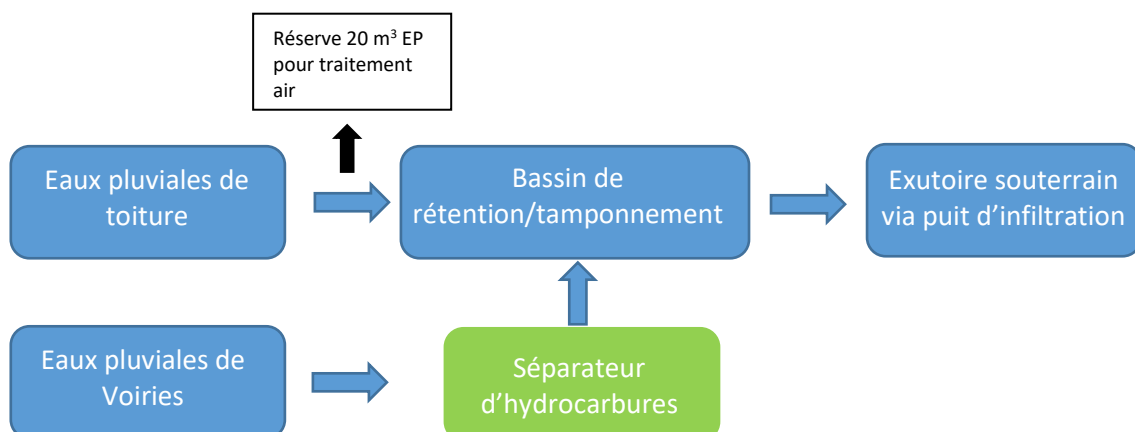 Réserve 20 m³ EP
pour traitement
air
Eaux pluviales de
toiture
Bassin de
rétention/tamponnement
Exutoire souterrain
via puit d'infiltration
Eaux pluviales de
Voiries
Séparateur
d'hydrocarbures